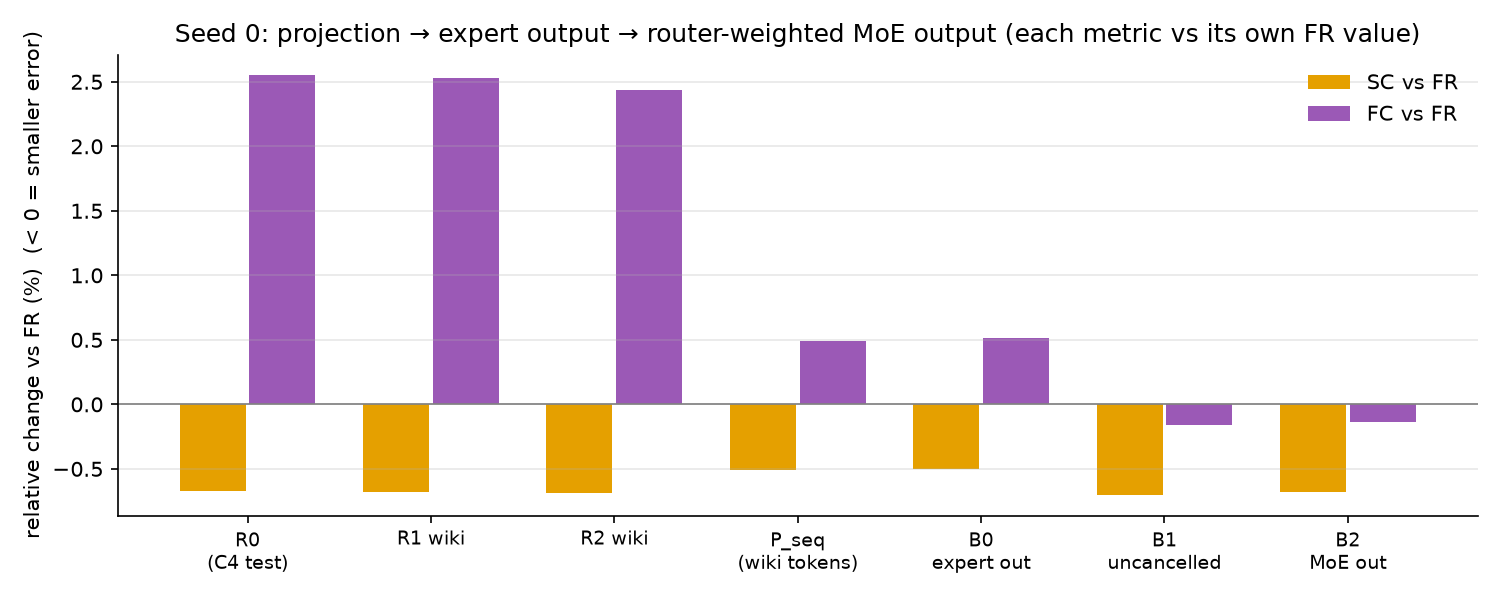 Seed 0: projection → expert output → router-weighted MoE output (each metric vs its own FR value)
relative change vs FR (%)  (< 0 = smaller error)
2.5
2.0
1.5
1.0
0.5
0.0
−0.5
SC vs FR
FC vs FR
R0
(C4 test)
R1 wiki
R2 wiki
P_seq
(wiki tokens)
B0
expert out
B1
uncancelled
B2
MoE out